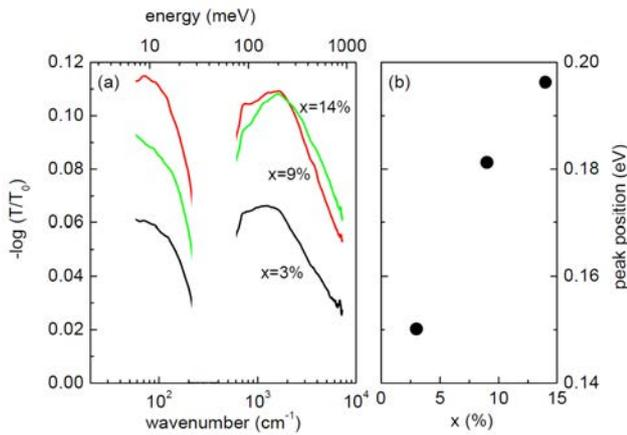 energy (meV)
10 100 1000
0.12
0.10
0.08
0.06
0.04
0.02
0.00
-log (T/T₀)
(a)
x=14%
x=9%
x=3%
10² 10³ 10⁴
wavenumber (cm⁻¹)
(b)
0.20
0.18
0.16
0.14
peak position (eV)
0 5 10 15
x (%)